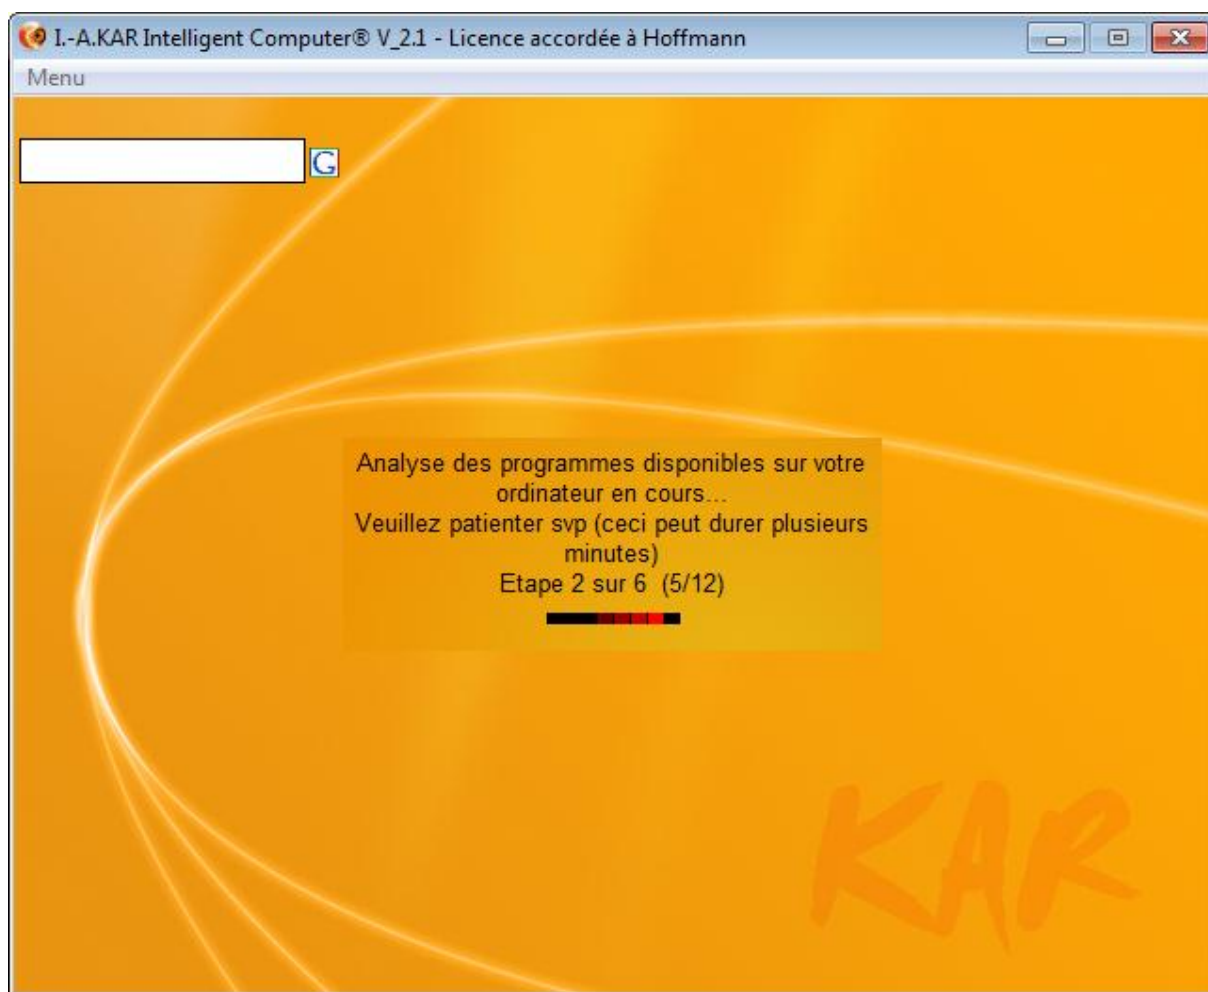 I.-A.KAR Intelligent Computer® V_2.1 - Licence accordée à Hoffmann
Menu
G
Analyse des programmes disponibles sur votre
ordinateur en cours...
Veuillez patienter svp (ceci peut durer plusieurs
minutes)
Etape 2 sur 6 (5/12)
KAR